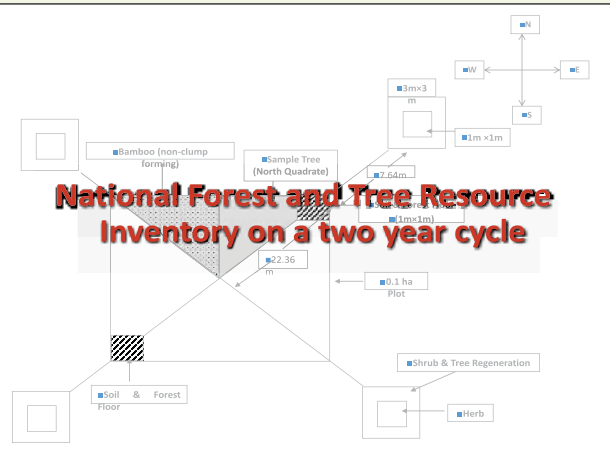 N
W
E
S
3m×3
m
1m ×1m
Bamboo (non-clump
forming)
Sample Tree
(North Quadrate)
7.64m
National Forest and Tree Resource
(1m×1m)
Inventory on a two year cycle
22.36
m
0.1 ha
Plot
Shrub & Tree Regeneration
Soil & Forest
Floor
Herb